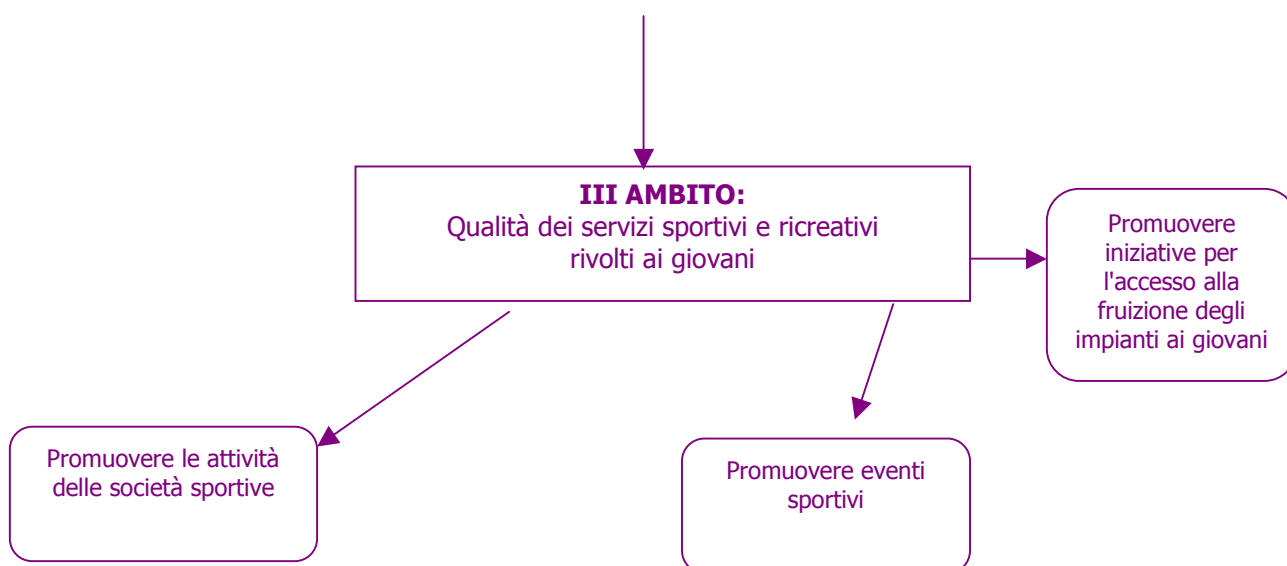 III AMBITO:
Qualità dei servizi sportivi e ricreativi
rivolti ai giovani
Promuovere
iniziative per
l'accesso alla
fruizione degli
impianti ai giovani
Promuovere le attività
delle società sportive
Promuovere eventi
sportivi